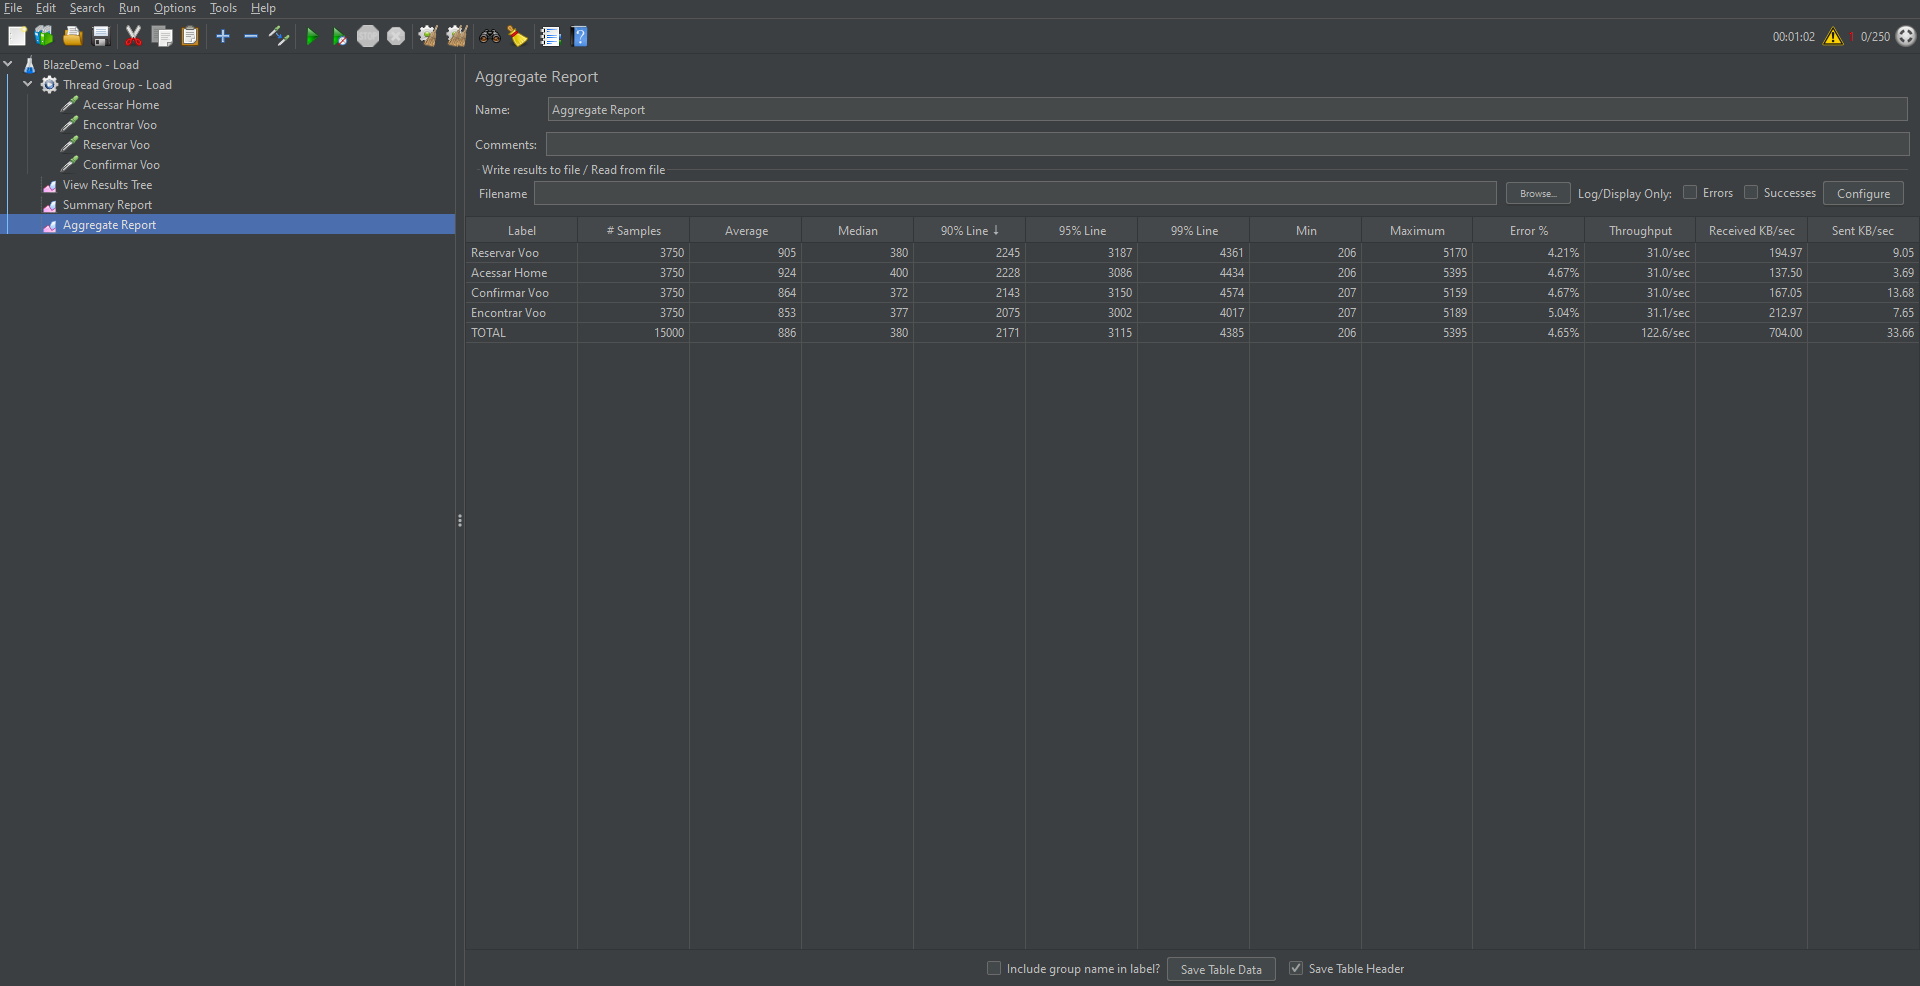 File Edit Search Run Options Tools Help
00:01:02 1 0/250
BlazeDemo - Load
Thread Group - Load
Acessar Home
Encontrar Voo
Reservar Voo
Confirmar Voo
View Results Tree
Summary Report
Aggregate Report
Aggregate Report
Name: Aggregate Report
Comments:
Write results to file / Read from file
Filename Browse... Log/Display Only: Errors Successes Configure
Label # Samples Average Median 90% Line ↓ 95% Line 99% Line Min Maximum Error % Throughput Received KB/sec Sent KB/sec
Reservar Voo 3750 905 380 2245 3187 4361 206 5170 4.21% 31.0/sec 194.97 9.05
Acessar Home 3750 924 400 2228 3086 4434 206 5395 4.67% 31.0/sec 137.50 3.69
Confirmar Voo 3750 864 372 2143 3150 4574 207 5159 4.67% 31.0/sec 167.05 13.68
Encontrar Voo 3750 853 377 2075 3002 4017 207 5189 5.04% 31.1/sec 212.97 7.65
TOTAL 15000 886 380 2171 3115 4385 206 5395 4.65% 122.6/sec 704.00 33.66
Include group name in label? Save Table Data Save Table Header